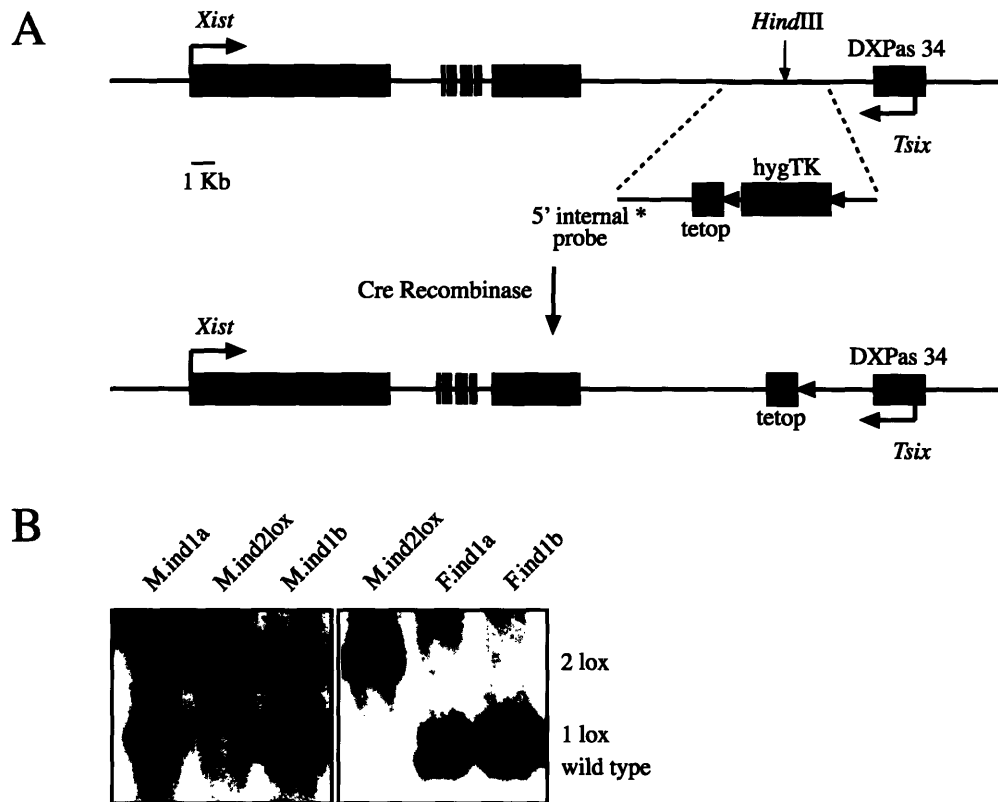 A
Xist
HindIII
DXPas 34
Tsix
1 Kb
hygTK
5' internal *
probe
tetop
Cre Recombinase
Xist
DXPas 34
tetop
Tsix
B
M.ind1a
M.ind2lox
M.ind1b
M.ind2lox
F.ind1a
F.ind1b
2 lox
1 lox
wild type